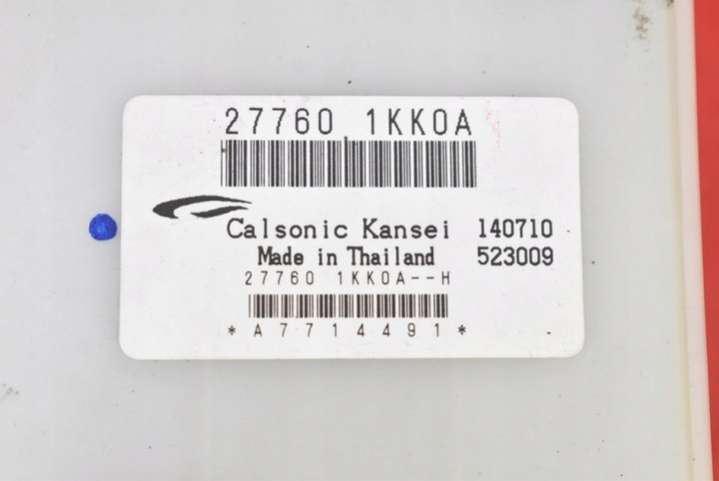 27760 1KK0A
Calsonic Kansei 140710
Made in Thailand 523009
27760 1KK0A--H
*A7714491*